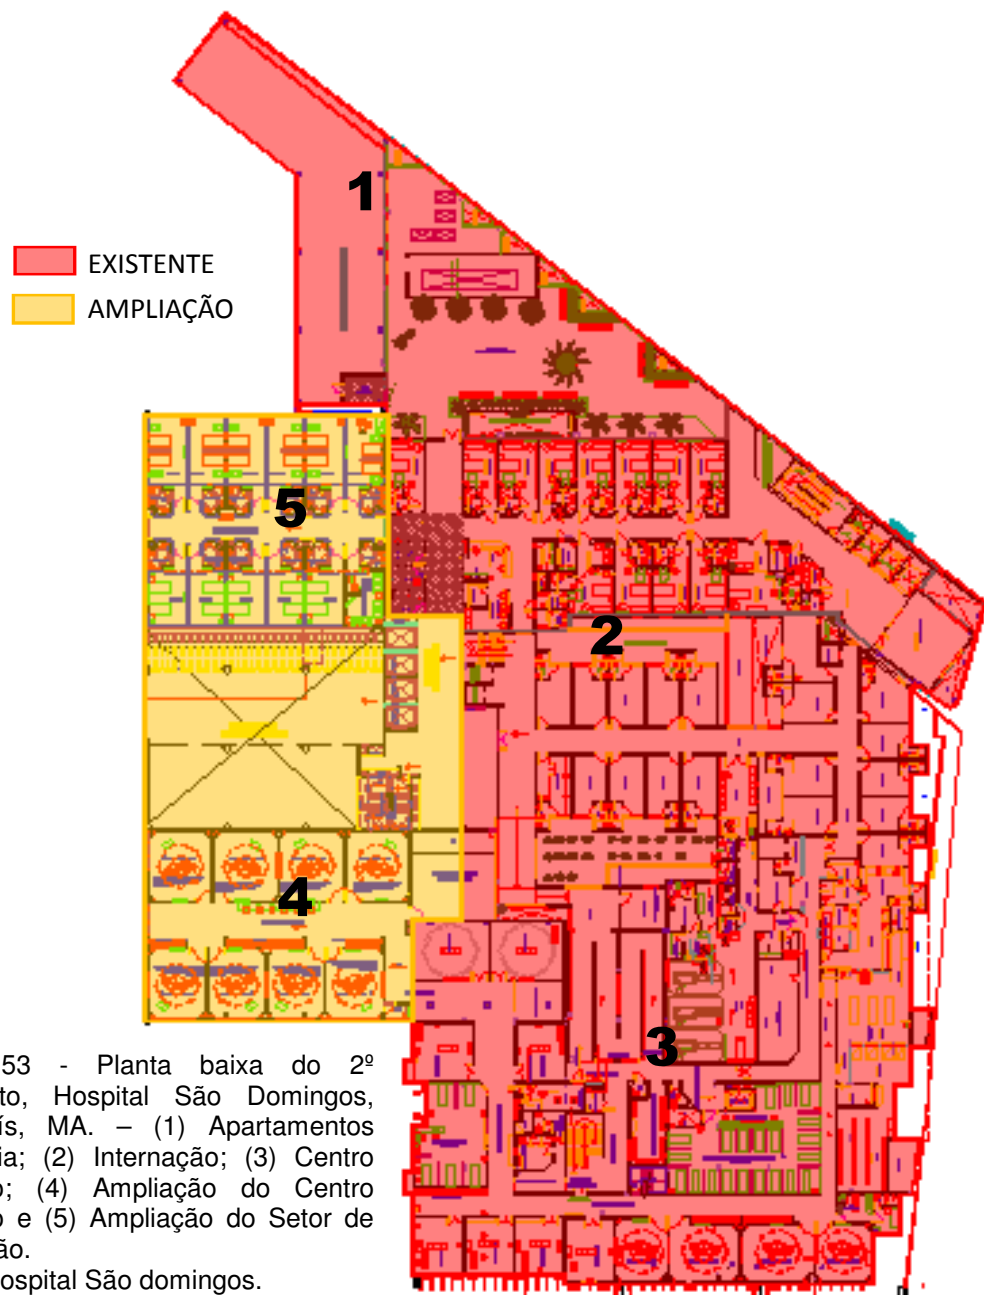 1
EXISTENTE
AMPLIAÇÃO
5
2
4
3
53 - Planta baixa do 2º
to, Hospital São Domingos,
ís, MA. – (1) Apartamentos
ia; (2) Internação; (3) Centro
o; (4) Ampliação do Centro
o e (5) Ampliação do Setor de
ão.
ospital São domingos.